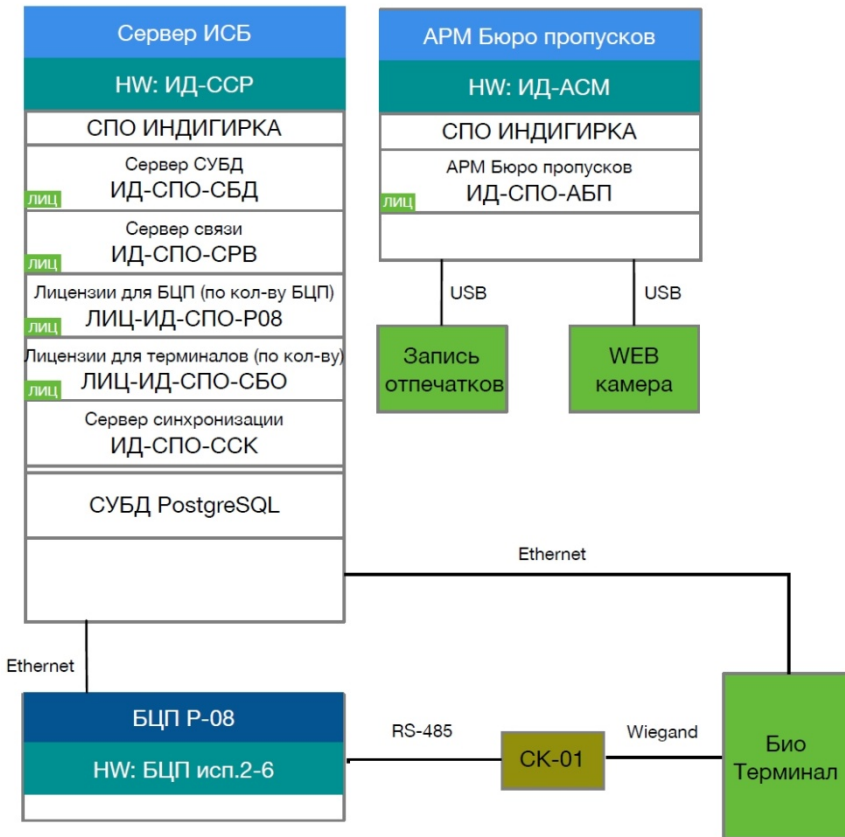 Сервер ИСБ
HW: ИД-ССР
СПО ИНДИГИРКА
Сервер СУБД
ИД-СПО-СБД
ЛИЦ
Сервер связи
ИД-СПО-СРВ
ЛИЦ
Лицензии для БЦП (по кол-ву БЦП)
ЛИЦ-ИД-СПО-Р08
ЛИЦ
Лицензии для терминалов (по кол-ву)
ЛИЦ-ИД-СПО-СБО
ЛИЦ
Сервер синхронизации
ИД-СПО-ССК
СУБД PostgreSQL
АРМ Бюро пропусков
HW: ИД-АСМ
СПО ИНДИГИРКА
АРМ Бюро пропусков
ИД-СПО-АБП
ЛИЦ
USB
USB
Запись
отпечатков
WEB
камера
Ethernet
Ethernet
БЦП Р-08
HW: БЦП исп.2-6
RS-485
СК-01
Wiegand
Био
Терминал